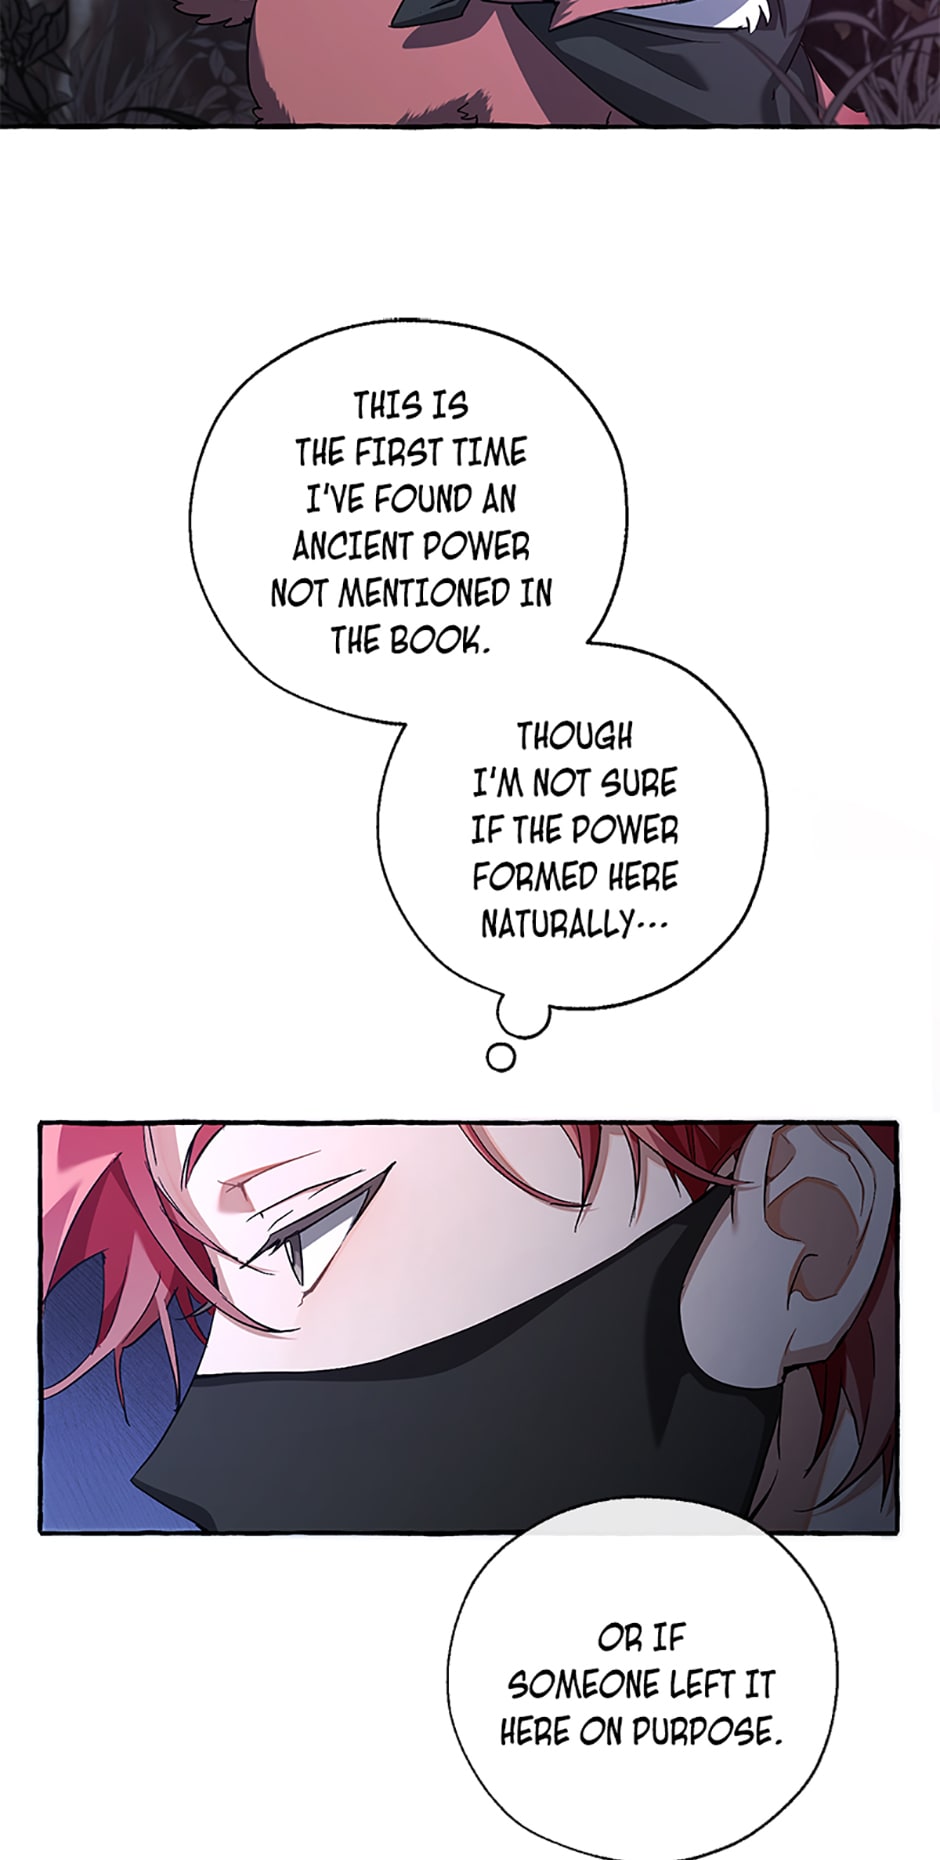 THIS IS
THE FIRST TIME
I'VE FOUND AN
ANCIENT POWER
NOT MENTIONED IN
THE BOOK.
THOUGH
I'M NOT SURE
IF THE POWER
FORMED HERE
NATURALLY...
OR IF
SOMEONE LEFT IT
HERE ON PURPOSE.